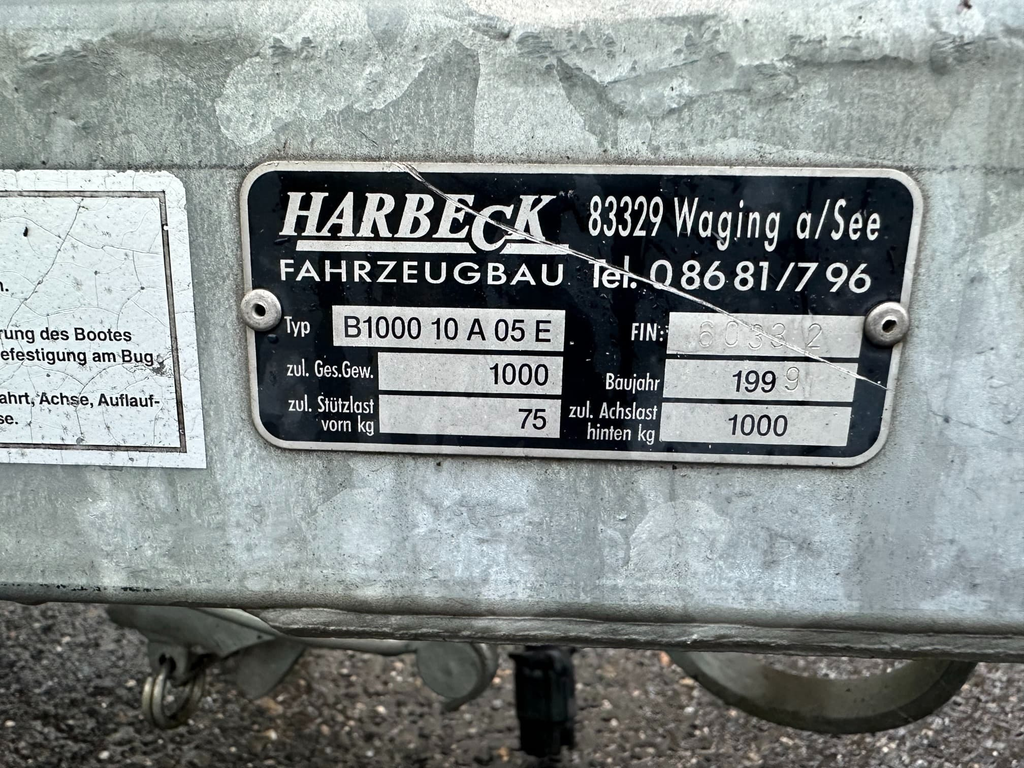 n.
rung des Bootes
efestigung am Bug
ahrt, Achse, Auflauf-
se.
HARBECK
FAHRZEUGBAU
83329 Waging a/See
Tel. 0 86 81/7 96
Typ B1000 10 A 05 E
FIN: 60332
zul. Ges.Gew. 1000
Baujahr 1999
zul. Stützlast
vorn kg 75
zul. Achslast
hinten kg 1000